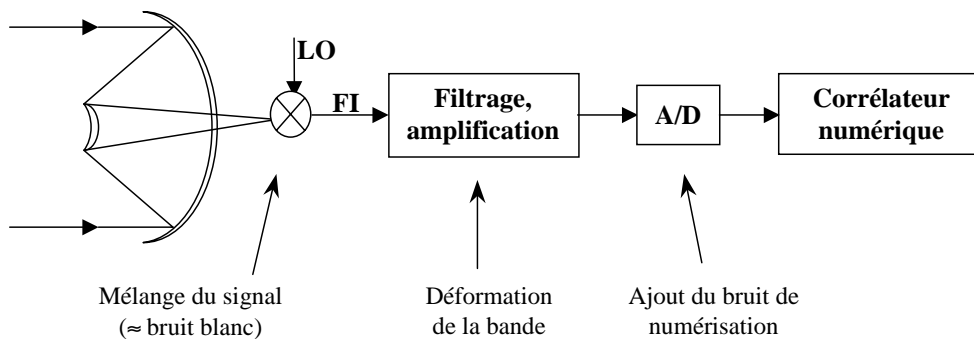 LO
FI
Filtrage,
amplification
A/D
Corrélateur
numérique
Mélange du signal
(≈ bruit blanc)
Déformation
de la bande
Ajout du bruit de
numérisation